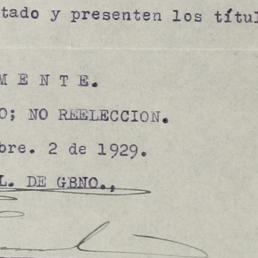 tado y presenten los títul
MENTE.
O; NO REELECCION.
bre. 2 de 1929.
L. DE GBNO.,